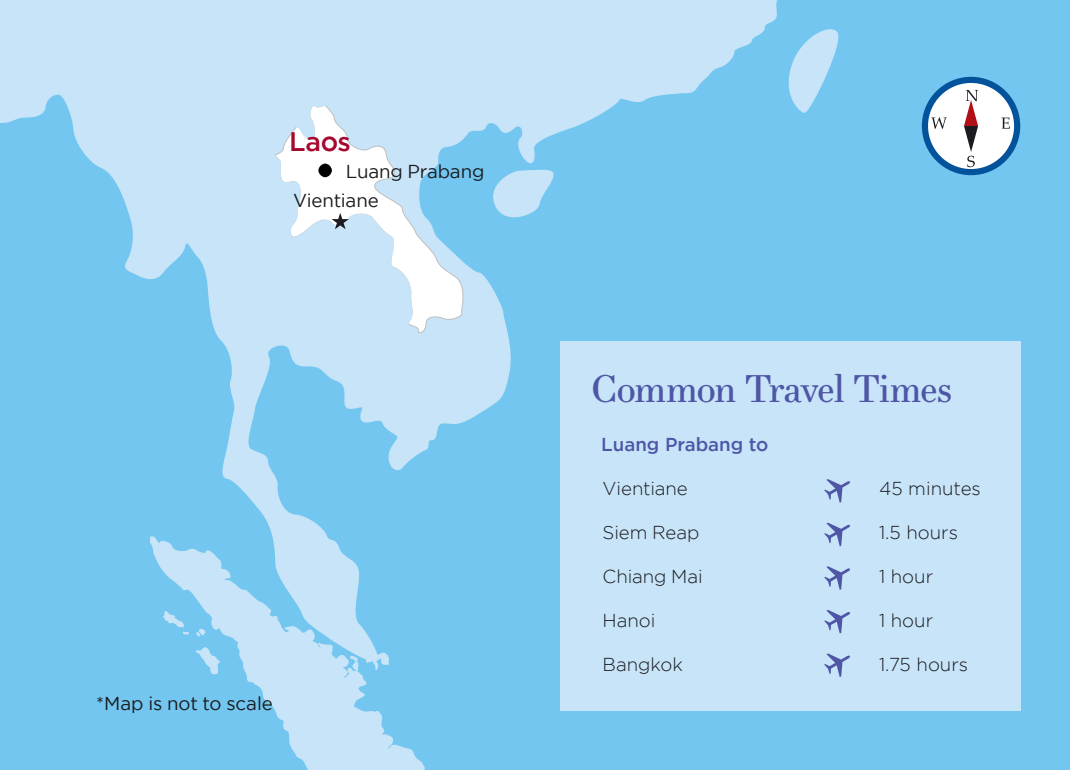 N
W E
S
Laos
Luang Prabang
Vientiane
Common Travel Times
Luang Prabang to
Vientiane 45 minutes
Siem Reap 1.5 hours
Chiang Mai 1 hour
Hanoi 1 hour
Bangkok 1.75 hours
*Map is not to scale